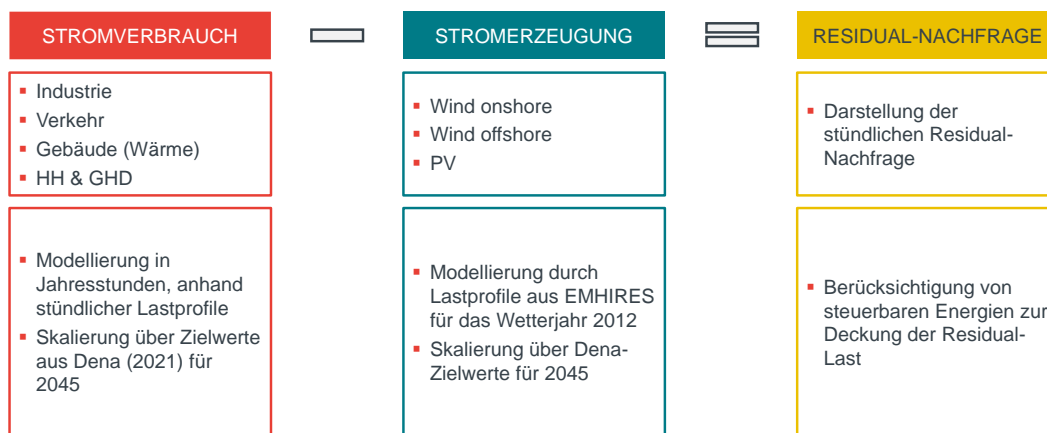 STROMVERBRAUCH
▪ Industrie
▪ Verkehr
▪ Gebäude (Wärme)
▪ HH & GHD
▪ Modellierung in
Jahresstunden, anhand
stündlicher Lastprofile
▪ Skalierung über Zielwerte
aus Dena (2021) für
2045
STROMERZEUGUNG
▪ Wind onshore
▪ Wind offshore
▪ PV
▪ Modellierung durch
Lastprofile aus EMHIRES
für das Wetterjahr 2012
▪ Skalierung über Dena-
Zielwerte für 2045
RESIDUAL-NACHFRAGE
▪ Darstellung der
stündlichen Residual-
Nachfrage
▪ Berücksichtigung von
steuerbaren Energien zur
Deckung der Residual-
Last